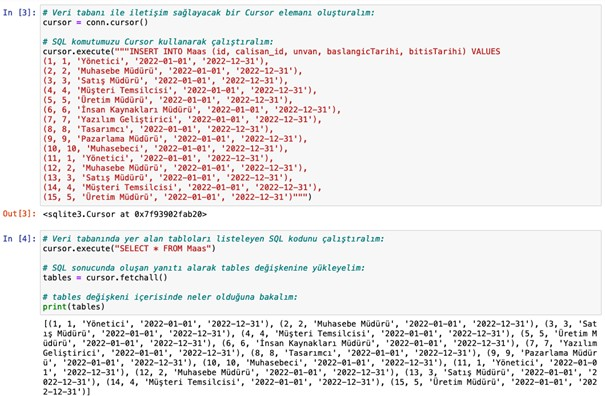 In [3]: # Veri tabanı ile iletişim sağlayacak bir Cursor elemanı oluşturalım:
cursor = conn.cursor()
# SQL komutumuzu Cursor kullanarak çalıştıralım:
cursor.execute("""INSERT INTO Maas (id, calisan_id, unvan, baslangicTarihi, bitisTarihi) VALUES
(1, 1, 'Yönetici', '2022-01-01', '2022-12-31'),
(2, 2, 'Muhasebe Müdürü', '2022-01-01', '2022-12-31'),
(3, 3, 'Satış Müdürü', '2022-01-01', '2022-12-31'),
(4, 4, 'Müşteri Temsilcisi', '2022-01-01', '2022-12-31'),
(5, 5, 'Üretim Müdürü', '2022-01-01', '2022-12-31'),
(6, 6, 'İnsan Kaynakları Müdürü', '2022-01-01', '2022-12-31'),
(7, 7, 'Yazılım Geliştirici', '2022-01-01', '2022-12-31'),
(8, 8, 'Tasarımcı', '2022-01-01', '2022-12-31'),
(9, 9, 'Pazarlama Müdürü', '2022-01-01', '2022-12-31'),
(10, 10, 'Muhasebeci', '2022-01-01', '2022-12-31'),
(11, 1, 'Yönetici', '2022-01-01', '2022-12-31'),
(12, 2, 'Muhasebe Müdürü', '2022-01-01', '2022-12-31'),
(13, 3, 'Satış Müdürü', '2022-01-01', '2022-12-31'),
(14, 4, 'Müşteri Temsilcisi', '2022-01-01', '2022-12-31'),
(15, 5, 'Üretim Müdürü', '2022-01-01', '2022-12-31')""")
Out[3]: <sqlite3.Cursor at 0x7f93902fab20>
In [4]: # Veri tabanında yer alan tabloları listeleyen SQL kodunu çalıştıralım:
cursor.execute("SELECT * FROM Maas")
# SQL sonucunda oluşan yanıtı alarak tables değişkenine yükleyelim:
tables = cursor.fetchall()
# tables değişkeni içerisinde neler olduğuna bakalım:
print(tables)
[(1, 1, 'Yönetici', '2022-01-01', '2022-12-31'), (2, 2, 'Muhasebe Müdürü', '2022-01-01', '2022-12-31'), (3, 3, 'Sat
ış Müdürü', '2022-01-01', '2022-12-31'), (4, 4, 'Müşteri Temsilcisi', '2022-01-01', '2022-12-31'), (5, 5, 'Üretim M
üdürü', '2022-01-01', '2022-12-31'), (6, 6, 'İnsan Kaynakları Müdürü', '2022-01-01', '2022-12-31'), (7, 7, 'Yazılım
Geliştirici', '2022-01-01', '2022-12-31'), (8, 8, 'Tasarımcı', '2022-01-01', '2022-12-31'), (9, 9, 'Pazarlama Müdür
ü', '2022-01-01', '2022-12-31'), (10, 10, 'Muhasebeci', '2022-01-01', '2022-12-31'), (11, 1, 'Yönetici', '2022-01-0
1', '2022-12-31'), (12, 2, 'Muhasebe Müdürü', '2022-01-01', '2022-12-31'), (13, 3, 'Satış Müdürü', '2022-01-01', '2
022-12-31'), (14, 4, 'Müşteri Temsilcisi', '2022-01-01', '2022-12-31'), (15, 5, 'Üretim Müdürü', '2022-01-01', '202
2-12-31')]